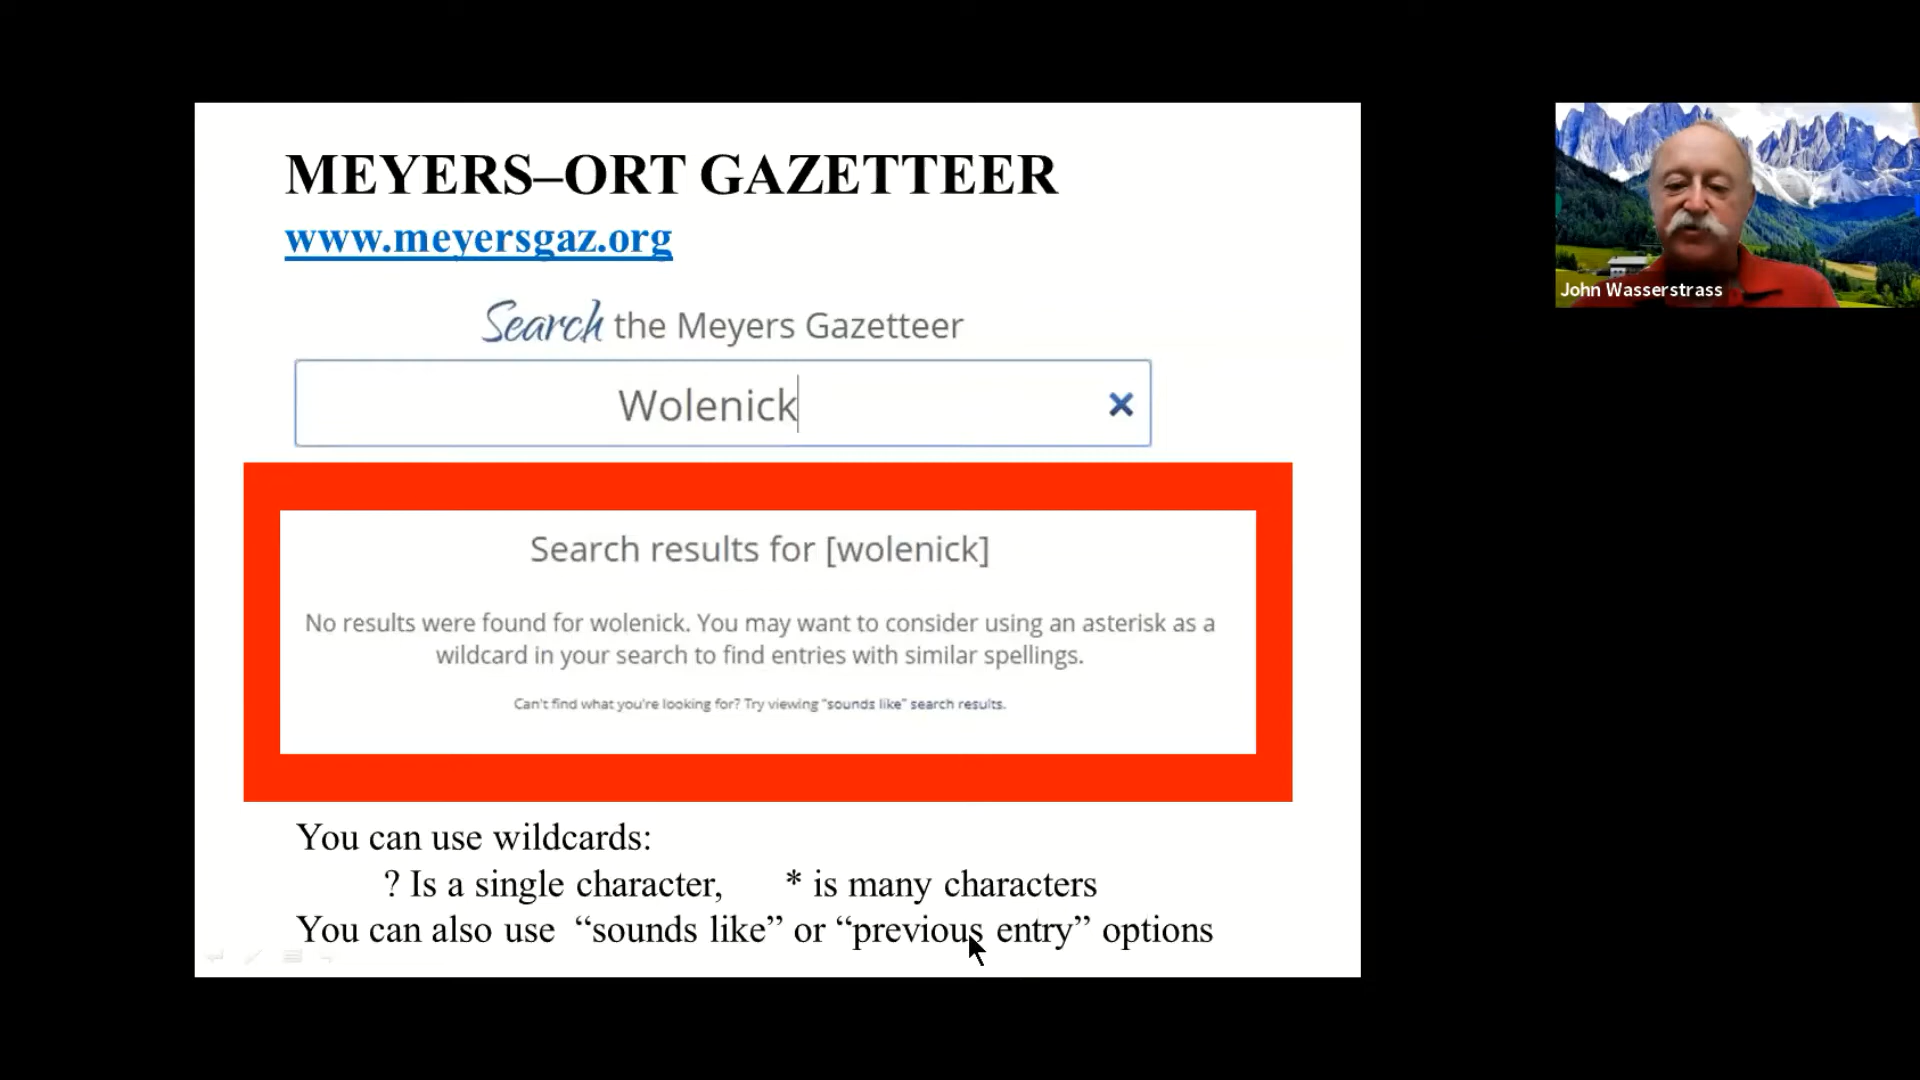 MEYERS–ORT GAZETTEER
www.meyersgaz.org
Search the Meyers Gazetteer
Wolenick
Search results for [wolenick]
No results were found for wolenick. You may want to consider using an asterisk as a
wildcard in your search to find entries with similar spellings.
Can't find what you're looking for? Try viewing "sounds like" search results.
You can use wildcards:
? Is a single character, * is many characters
You can also use “sounds like” or “previous entry” options
John Wasserstrass